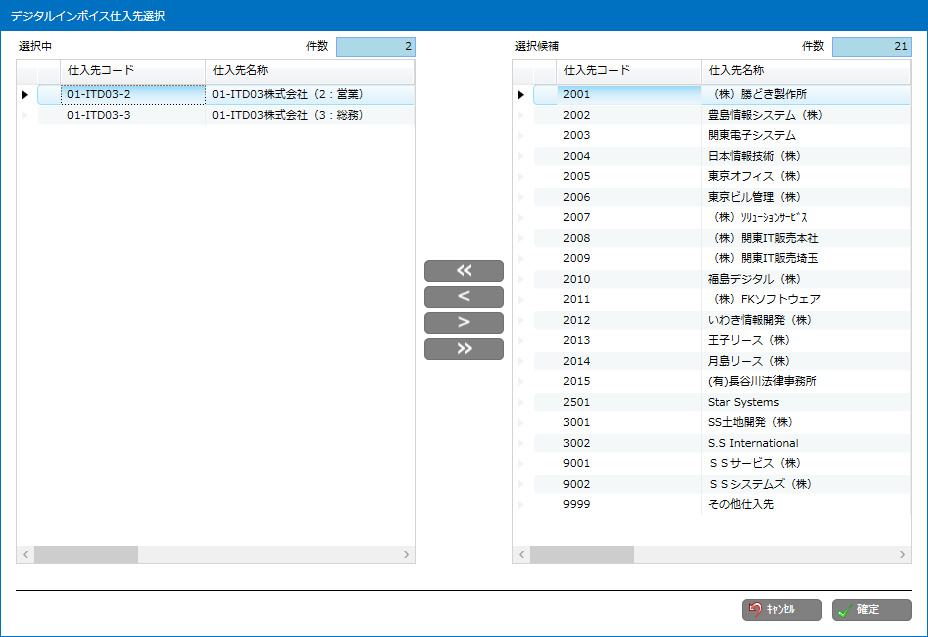 デジタルインボイス仕入先選択
選択中 件数 2
仕入先コード 仕入先名称
01-ITD03-2 01-ITD03株式会社（2：営業）
01-ITD03-3 01-ITD03株式会社（3：総務）
<<
<
>
>>
選択候補 件数 21
仕入先コード 仕入先名称
2001 （株）勝どき製作所
2002 豊島情報システム（株）
2003 関東電子システム
2004 日本情報技術（株）
2005 東京オフィス（株）
2006 東京ビル管理（株）
2007 （株）ｿﾘｭｰｼｮﾝｻｰﾋﾞｽ
2008 （株）関東IT販売本社
2009 （株）関東IT販売埼玉
2010 福島デジタル（株）
2011 （株）FKソフトウェア
2012 いわき情報開発（株）
2013 王子リース（株）
2014 月島リース（株）
2015 (有)長谷川法律事務所
2501 Star Systems
3001 SS土地開発（株）
3002 S.S International
9001 ＳＳサービス（株）
9002 ＳＳシステムズ（株）
9999 その他仕入先
ｷｬﾝｾﾙ 確定